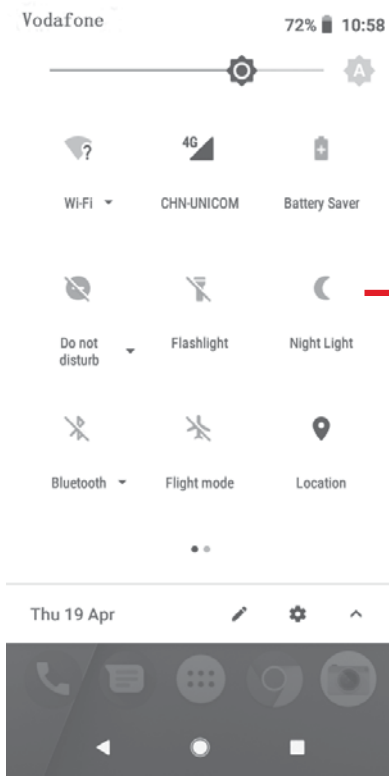 Vodafone 72% 10:58
A
?
4G
Wi-Fi CHN-UNICOM Battery Saver
Do not
disturb
Flashlight Night Light
Bluetooth Flight mode Location
Thu 19 Apr